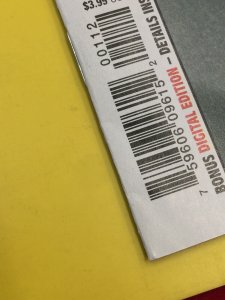 $3.99
00112
7 59606 09615 2
BONUS DIGITAL EDITION – DETAILS